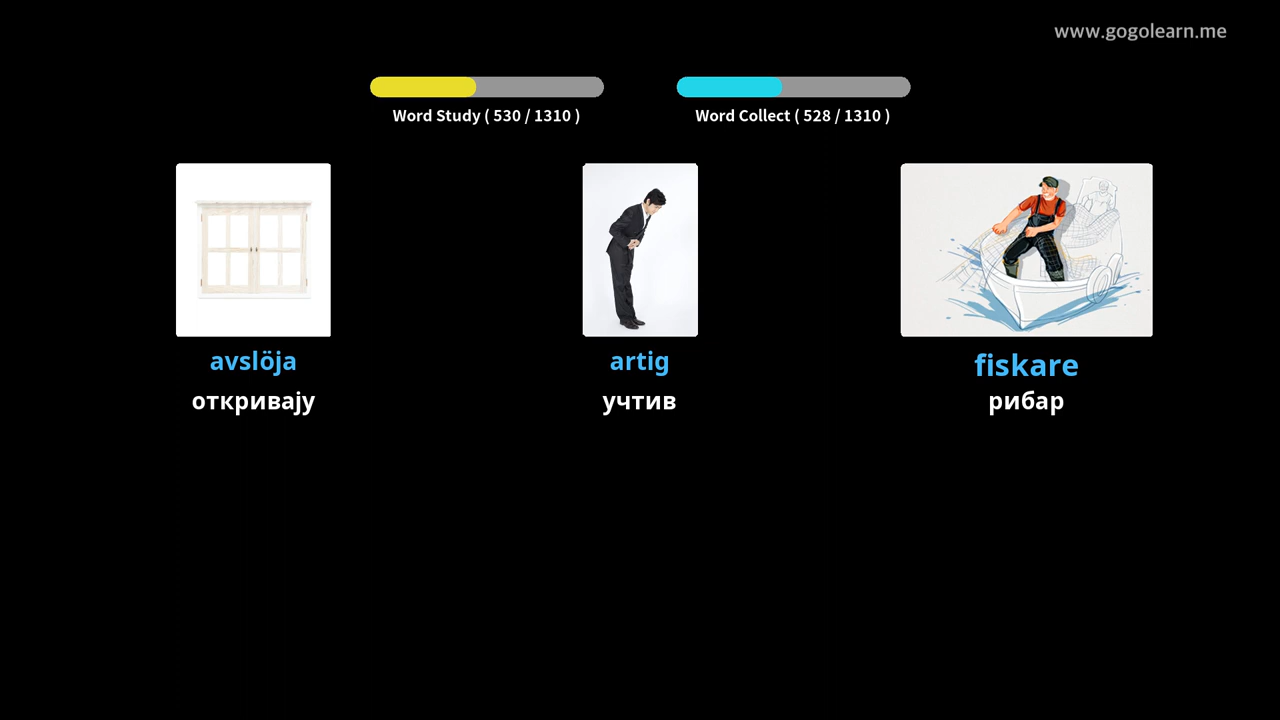 www.gogolearn.me
Word Study ( 530 / 1310 )
Word Collect ( 528 / 1310 )
avslöja
откривају
artig
учтив
fiskare
рибар